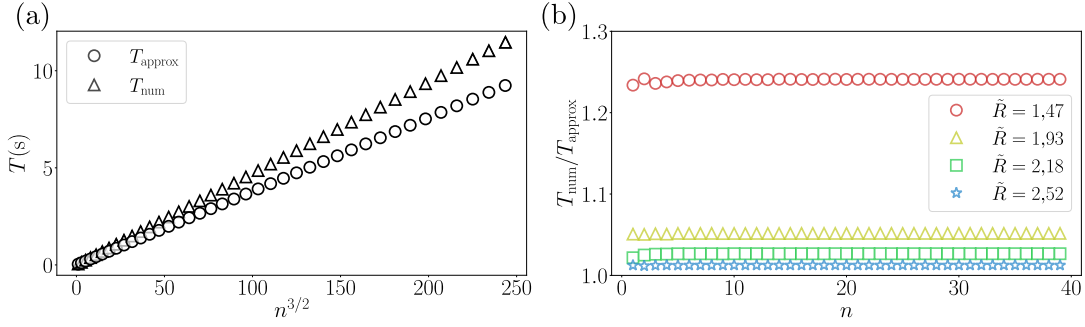 (a)
T (s)
10
5
0
T_approx
T_num
0 50 100 150 200 250
n^{3/2}
(b)
T_num/T_approx
1.3
1.2
1.1
1.0
R̃ = 1,47
R̃ = 1,93
R̃ = 2,18
R̃ = 2,52
0 10 20 30 40
n